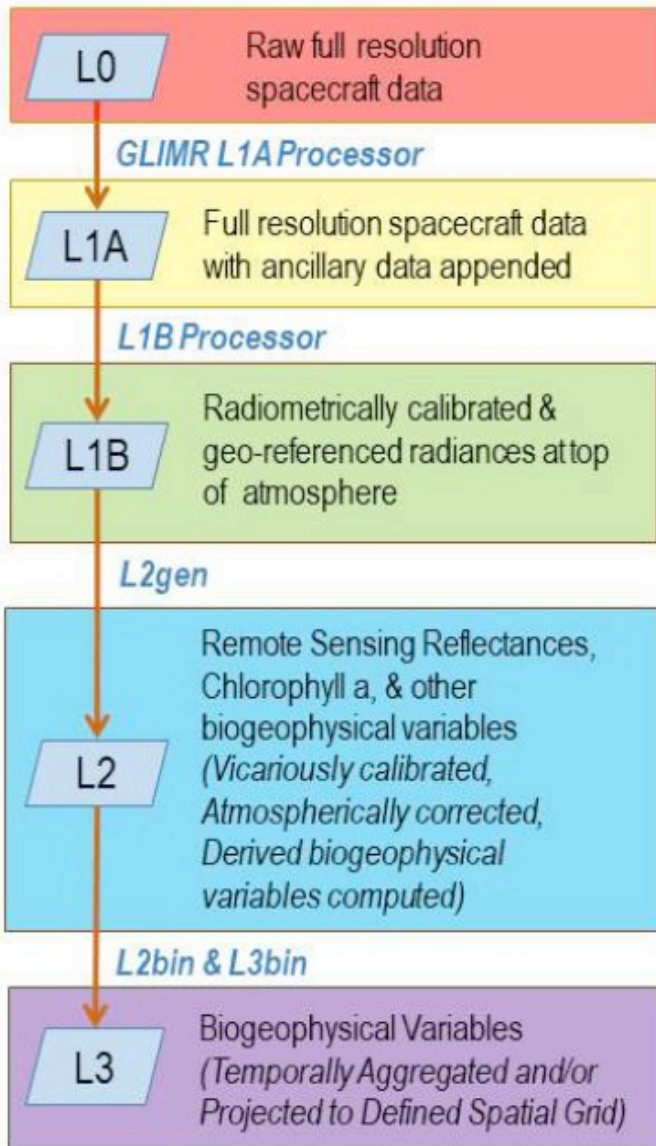 L0
Raw full resolution
spacecraft data
GLIMR L1A Processor
L1A
Full resolution spacecraft data
with ancillary data appended
L1B Processor
L1B
Radiometrically calibrated &
geo-referenced radiances at top
of atmosphere
L2gen
L2
Remote Sensing Reflectances,
Chlorophyll a, & other
biogeophysical variables
(Vicariously calibrated,
Atmospherically corrected,
Derived biogeophysical
variables computed)
L2bin & L3bin
L3
Biogeophysical Variables
(Temporally Aggregated and/or
Projected to Defined Spatial Grid)